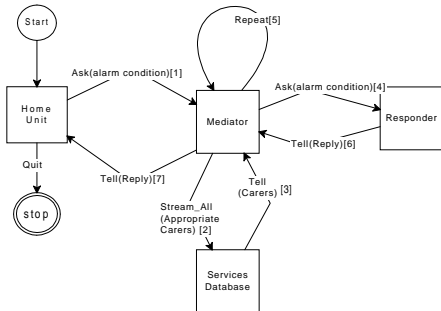 Start
Repeat[5]
Ask(alarm condition)[1]
Ask(alarm condition)[4]
Home
Unit
Mediator
Responder
Tell(Reply)[6]
Quit
Tell(Reply)[7]
Stream_All
(Appropriate
Carers) [2]
Tell
(Carers) [3]
stop
Services
Database